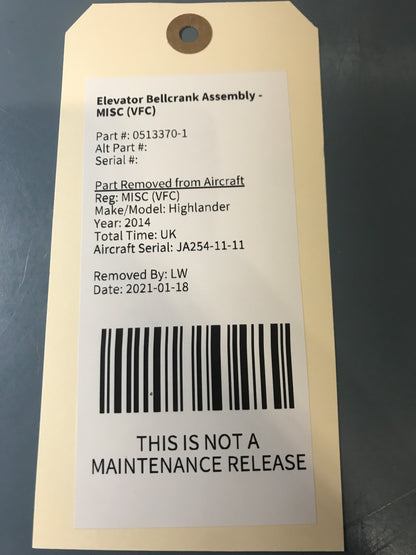 Elevator Bellcrank Assembly -
MISC (VFC)
Part #: 0513370-1
Alt Part #:
Serial #:
Part Removed from Aircraft
Reg: MISC (VFC)
Make/Model: Highlander
Year: 2014
Total Time: UK
Aircraft Serial: JA254-11-11
Removed By: LW
Date: 2021-01-18
THIS IS NOT A
MAINTENANCE RELEASE